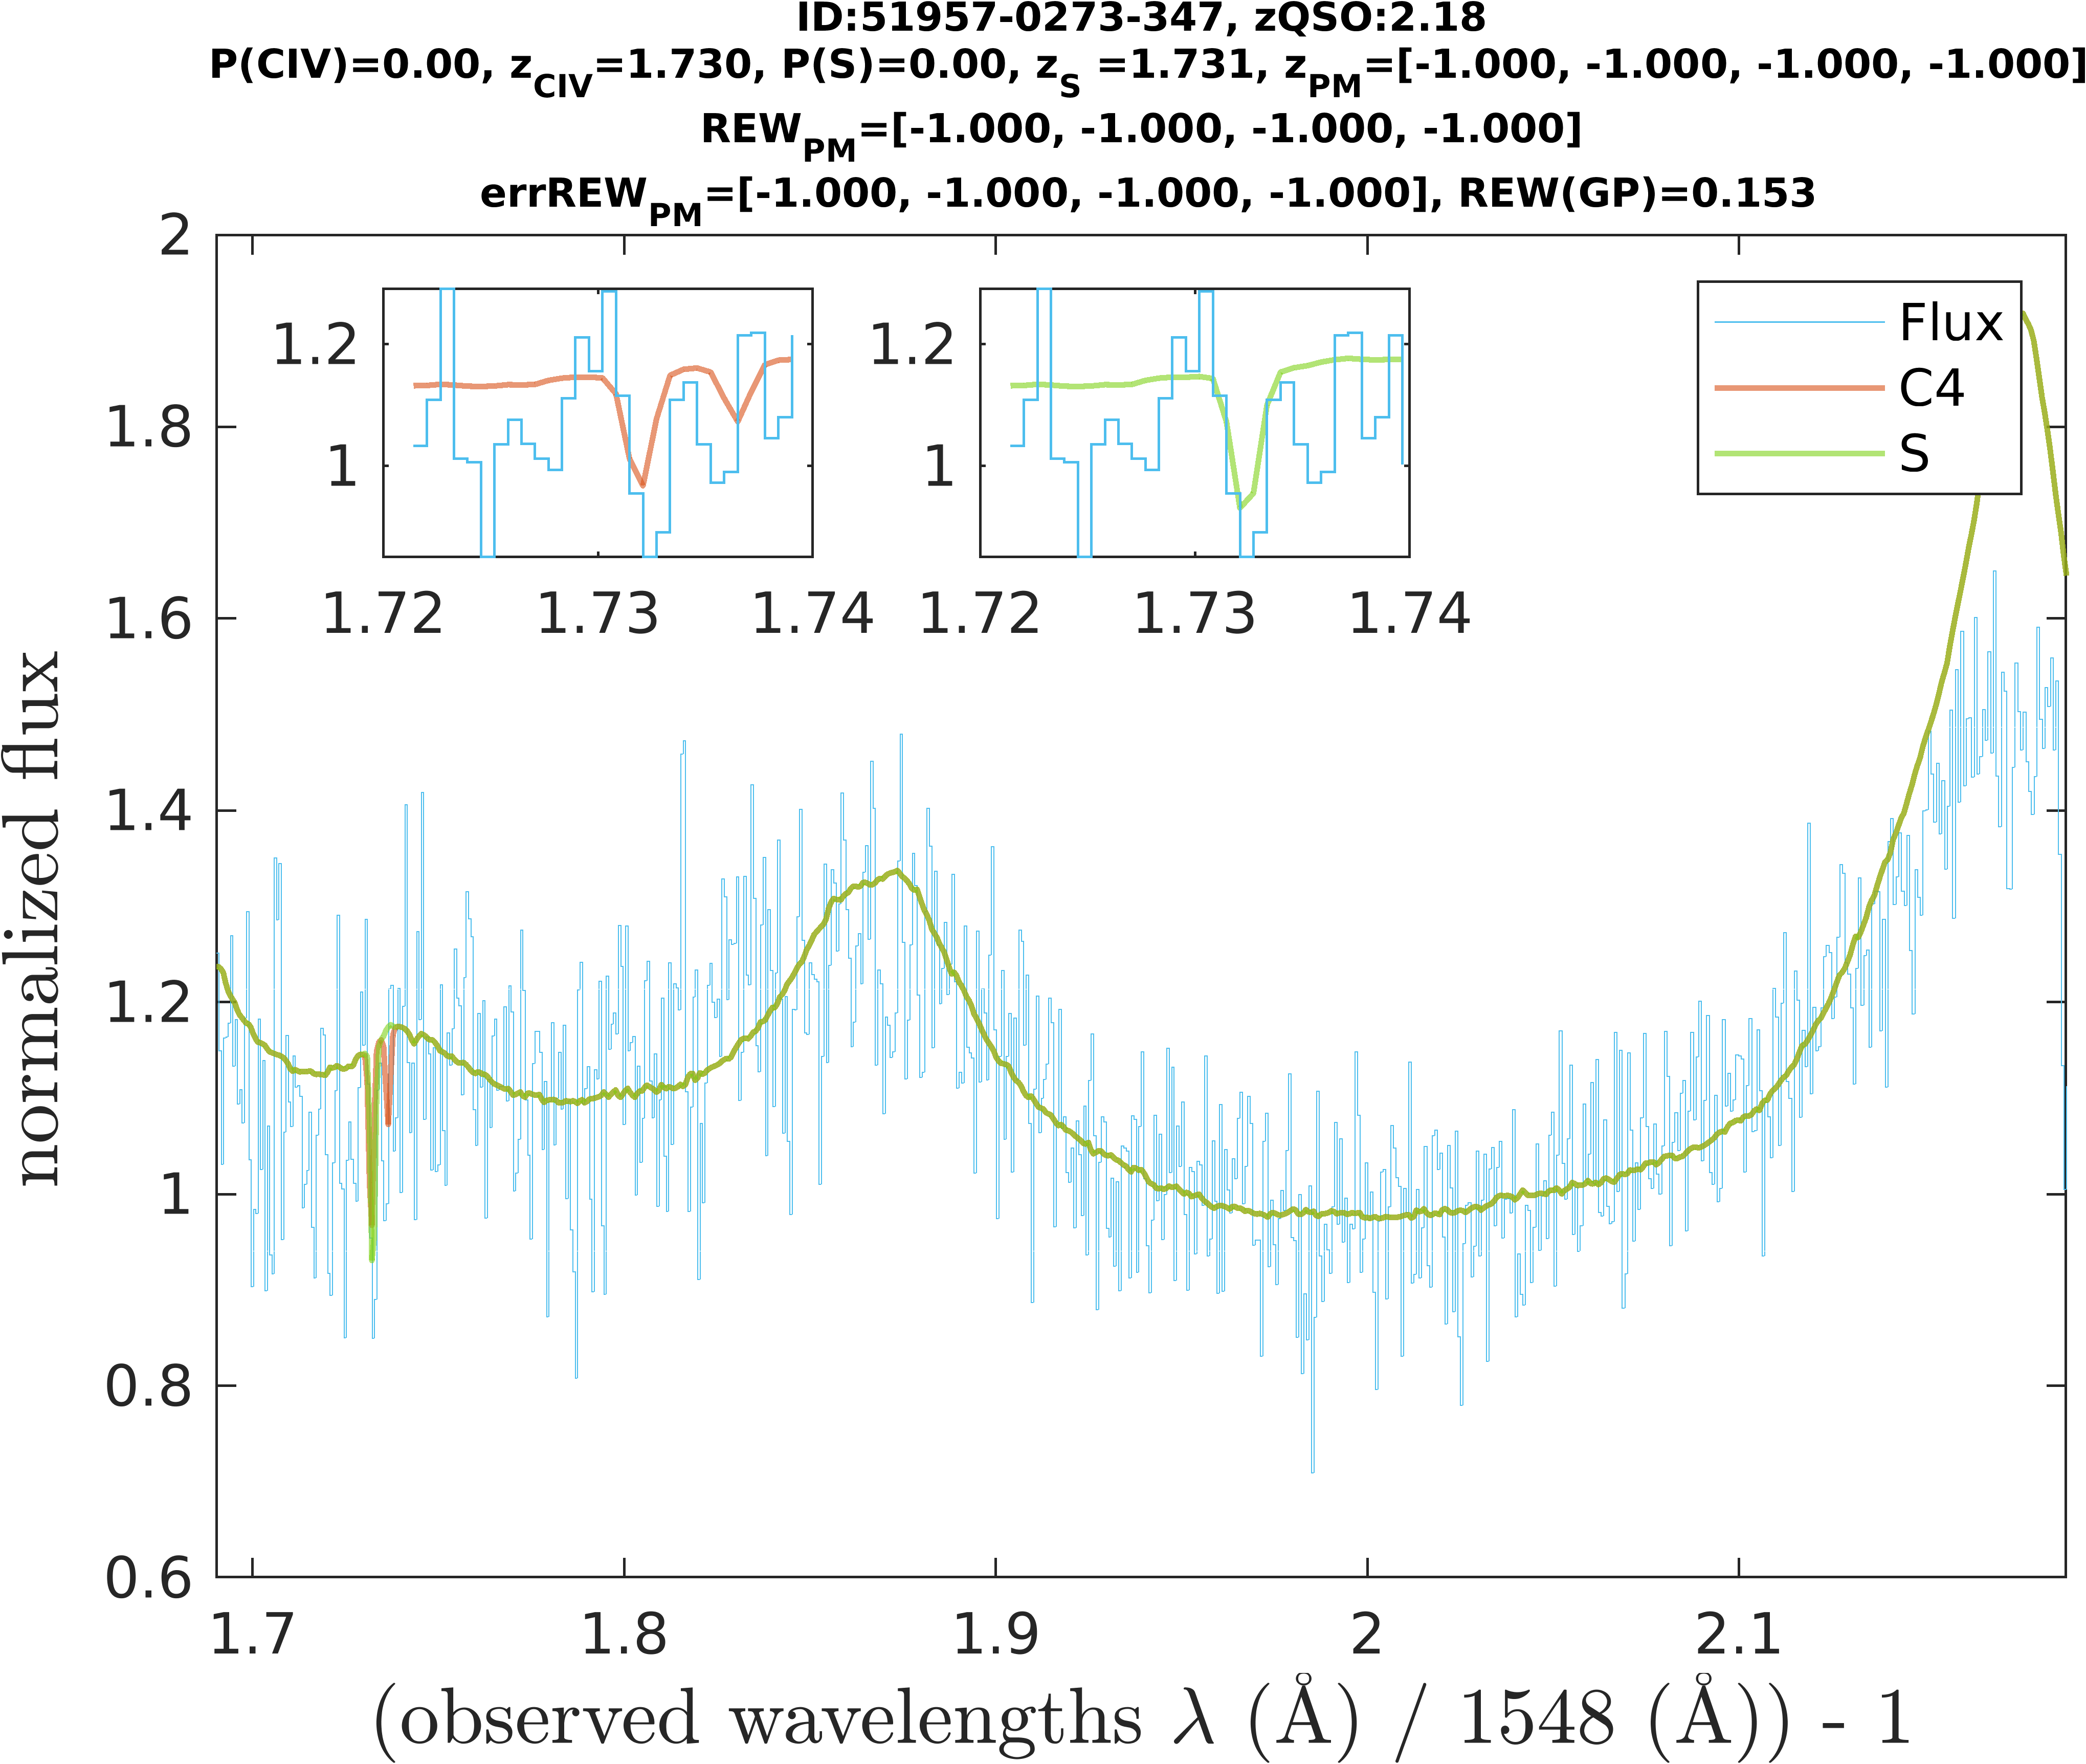 ID:51957-0273-347, zQSO:2.18
P(CIV)=0.00, zCIV=1.730, P(S)=0.00, zS =1.731, zPM=[-1.000, -1.000, -1.000, -1.000]
REWPM=[-1.000, -1.000, -1.000, -1.000]
errREWPM=[-1.000, -1.000, -1.000, -1.000], REW(GP)=0.153
2
1.8
1.6
1.4
1.2
1
0.8
0.6
normalized flux
1.2
1
1.72 1.73 1.74
1.2
1
1.72 1.73 1.74
Flux
C4
S
1.7 1.8 1.9 2 2.1
(observed wavelengths λ (Å) / 1548 (Å)) - 1